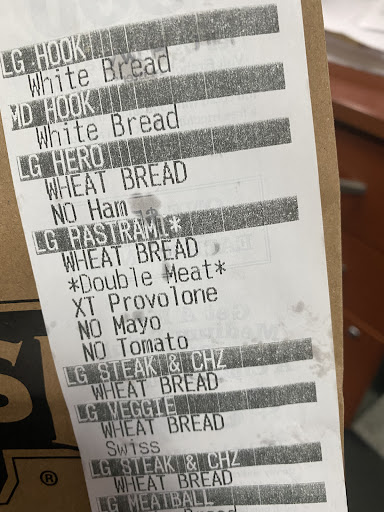 LG HOOK
White Bread
MD HOOK
White Bread
LG HERO
WHEAT BREAD
NO Ham
LG PASTRAMI*
WHEAT BREAD
*Double Meat*
XT Provolone
NO Mayo
NO Tomato
LG STEAK & CHZ
WHEAT BREAD
LG VEGGIE
WHEAT BREAD
Swiss
LG STEAK & CHZ
WHEAT BREAD
LG MEATBALL
Bread
®